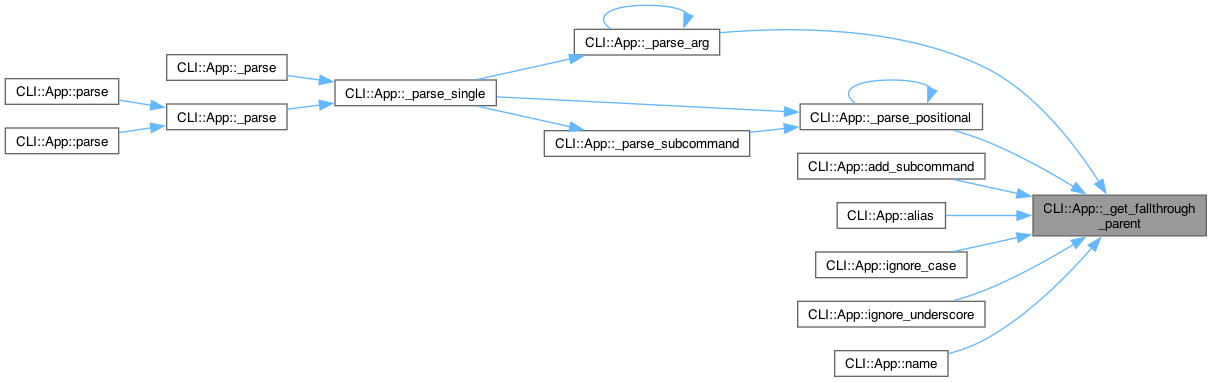 CLI::App::_parse_arg
CLI::App::_parse
CLI::App::parse
CLI::App::_parse_single
CLI::App::_parse
CLI::App::_parse_positional
CLI::App::parse
CLI::App::_parse_subcommand
CLI::App::add_subcommand
CLI::App::_get_fallthrough
_parent
CLI::App::alias
CLI::App::ignore_case
CLI::App::ignore_underscore
CLI::App::name